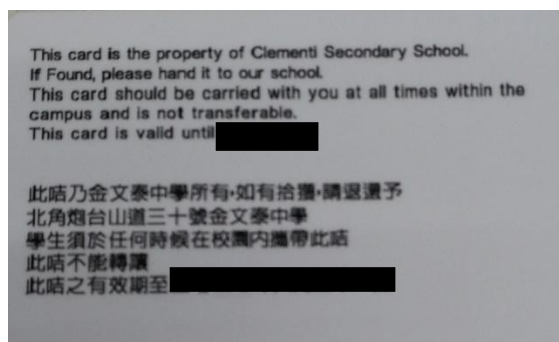 This card is the property of Clementi Secondary School.
If Found, please hand it to our school.
This card should be carried with you at all times within the
campus and is not transferable.
This card is valid until
此咭乃金文泰中學所有，如有拾獲，請退還予
北角炮台山道三十號金文泰中學
學生須於任何時候在校園内攜帶此咭
此咭不能轉讓
此咭之有效期至